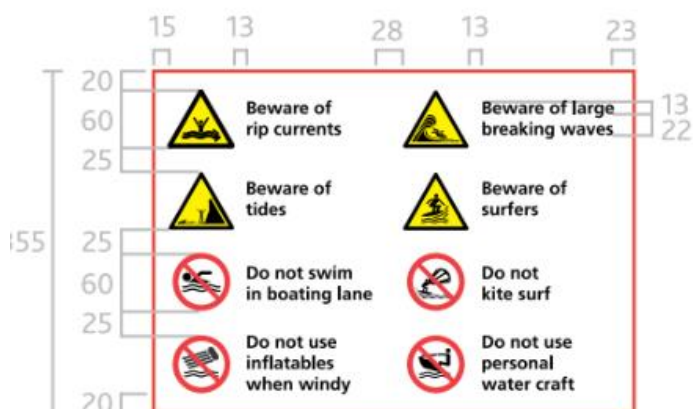 15 13 28 13 23
20
60
25
25
60
25
20
13
22
Beware of
rip currents
Beware of large
breaking waves
Beware of
tides
Beware of
surfers
Do not swim
in boating lane
Do not
kite surf
Do not use
inflatables
when windy
Do not use
personal
water craft